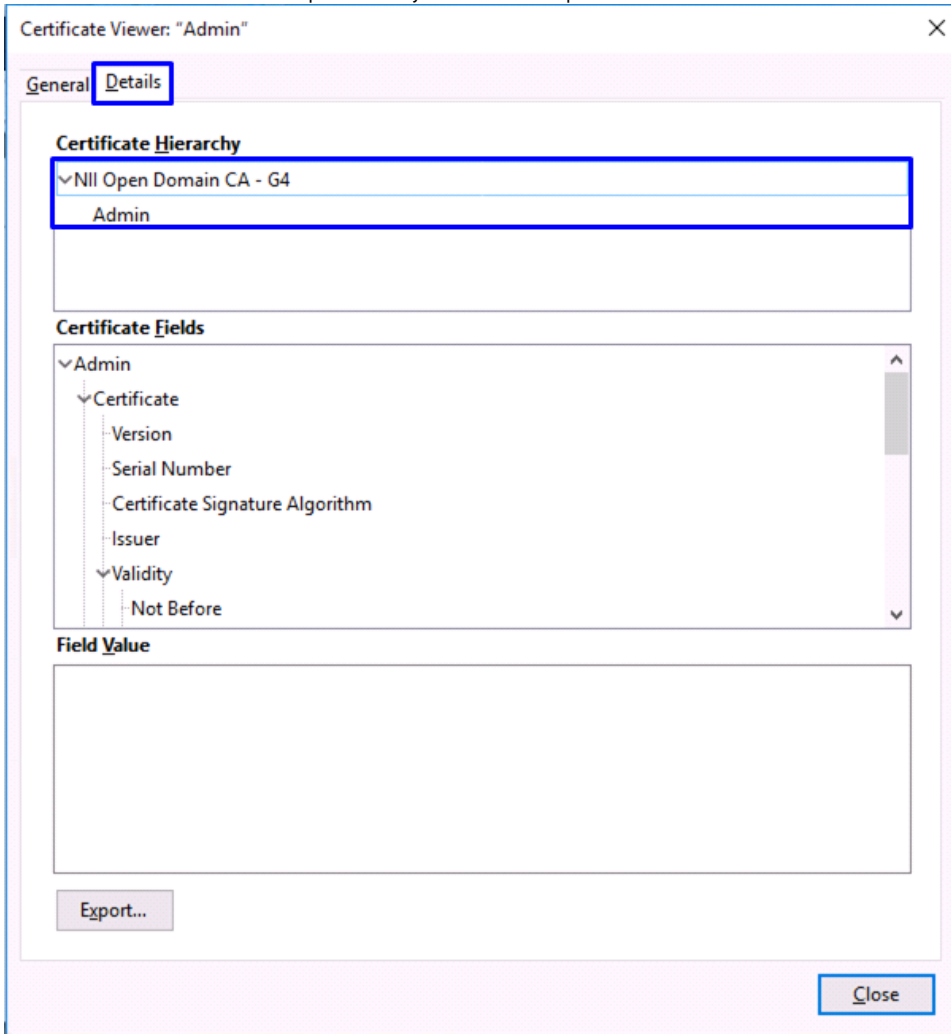 Certificate Viewer: “Admin”
General Details
Certificate Hierarchy
NII Open Domain CA - G4
Admin
Certificate Fields
Admin
Certificate
Version
Serial Number
Certificate Signature Algorithm
Issuer
Validity
Not Before
Field Value
Export...
Close